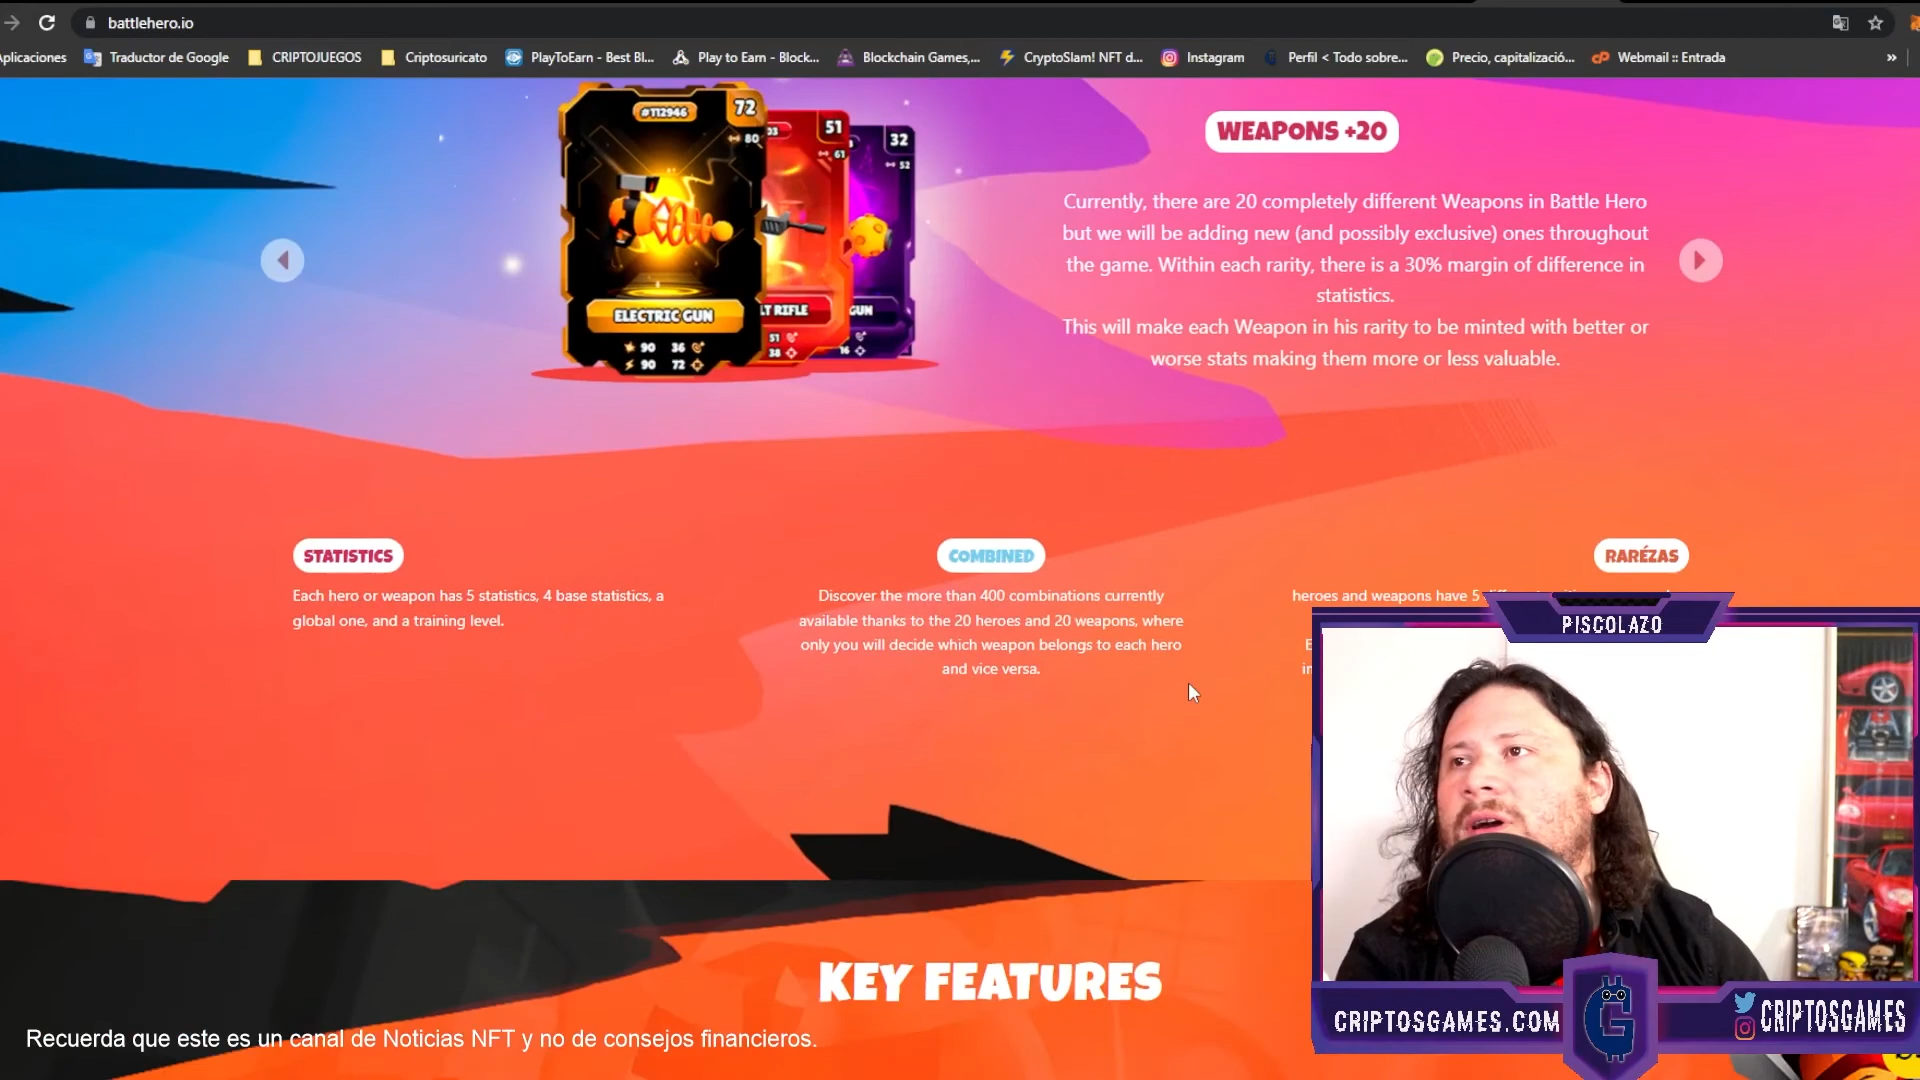 battlehero.io
Aplicaciones Traductor de Google CRIPTOJUEGOS Criptosuricato PlayToEarn - Best Bl... Play to Earn - Block... Blockchain Games,... CryptoSlam! NFT d... Instagram Perfil < Todo sobre... Precio, capitalizació... Webmail :: Entrada »
#112946 72
80
ELECTRIC GUN
90 36
90 72
51
61
LT RIFLE
51
38
32
52
GUN
16
WEAPONS +20
Currently, there are 20 completely different Weapons in Battle Hero
but we will be adding new (and possibly exclusive) ones throughout
the game. Within each rarity, there is a 30% margin of difference in
statistics.
This will make each Weapon in his rarity to be minted with better or
worse stats making them more or less valuable.
STATISTICS
Each hero or weapon has 5 statistics, 4 base statistics, a
global one, and a training level.
COMBINED
Discover the more than 400 combinations currently
available thanks to the 20 heroes and 20 weapons, where
only you will decide which weapon belongs to each hero
and vice versa.
RARÉZAS
heroes and weapons have 5
PISCOLAZO
KEY FEATURES
Recuerda que este es un canal de Noticias NFT y no de consejos financieros.
CRIPTOSGAMES.COM
CRIPTOSGAMES